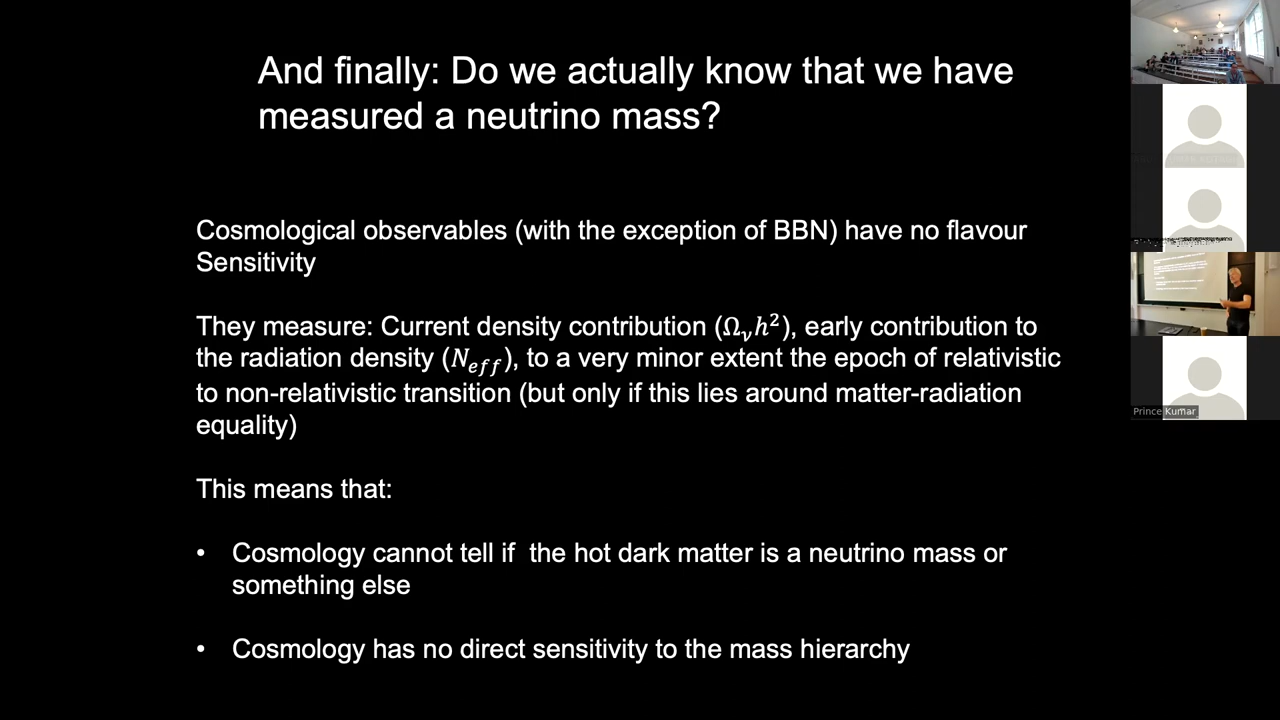 And finally: Do we actually know that we have
measured a neutrino mass?
Cosmological observables (with the exception of BBN) have no flavour
Sensitivity
They measure: Current density contribution (Ω_νh²), early contribution to
the radiation density (N_eff), to a very minor extent the epoch of relativistic
to non-relativistic transition (but only if this lies around matter-radiation
equality)
This means that:
• Cosmology cannot tell if  the hot dark matter is a neutrino mass or
something else
• Cosmology has no direct sensitivity to the mass hierarchy
Prince Kumar